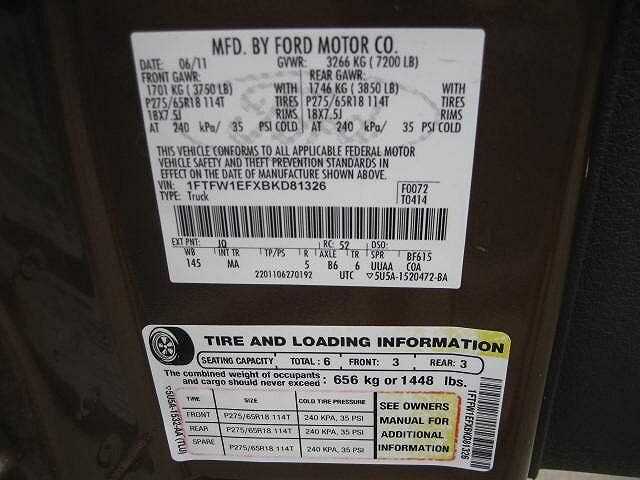 MFD. BY FORD MOTOR CO.
DATE: 06/11 GVWR: 3266 KG ( 7200 LB)
FRONT GAWR: REAR GAWR:
1701 KG ( 3750 LB) WITH 1746 KG ( 3850 LB) WITH
P275/65R18 114T TIRES P275/65R18 114T TIRES
18X7.5J RIMS 18X7.5J RIMS
AT 240 kPa/ 35 PSI COLD AT 240 kPa/ 35 PSI COLD
THIS VEHICLE CONFORMS TO ALL APPLICABLE FEDERAL MOTOR
VEHICLE SAFETY AND THEFT PREVENTION STANDARDS IN
EFFECT ON THE DATE OF MANUFACTURE SHOWN ABOVE.
VIN: 1FTFW1EFXBKD81326 F0072
TYPE: Truck T0414
EXT PNT: JQ RC: 52 DSO:
WB INT TR TP/PS R AXLE TR SPR BF615
145 MA 5 B6 6 UUAA COA
2201106270192 UTC ▽5U5A-1520472-BA
TIRE AND LOADING INFORMATION
SEATING CAPACITY TOTAL: 6 FRONT: 3 REAR: 3
The combined weight of occupants
and cargo should never exceed: 656 kg or 1448 lbs.
TIRE SIZE COLD TIRE PRESSURE
FRONT P275/65R18 114T 240 KPA, 35 PSI
REAR P275/65R18 114T 240 KPA, 35 PSI
SPARE P275/65R18 114T 240 KPA, 35 PSI
SEE OWNERS
MANUAL FOR
ADDITIONAL
INFORMATION
1FTFW1EFXBKD81326